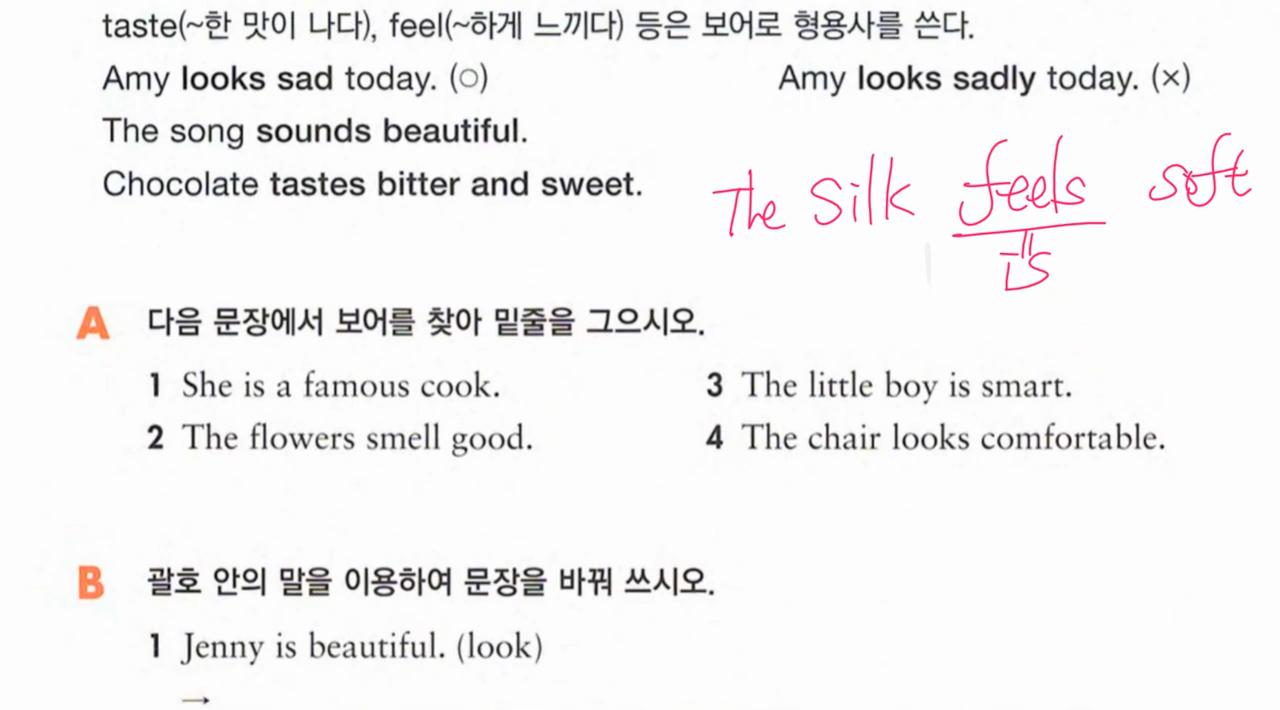 taste(~한 맛이 나다), feel(~하게 느끼다) 등은 보어로 형용사를 쓴다.
Amy looks sad today. (○) Amy looks sadly today. (×)
The song sounds beautiful.
Chocolate tastes bitter and sweet.
The silk feels soft
=
is
A 다음 문장에서 보어를 찾아 밑줄을 그으시오.
1 She is a famous cook. 3 The little boy is smart.
2 The flowers smell good. 4 The chair looks comfortable.
B 괄호 안의 말을 이용하여 문장을 바꿔 쓰시오.
1 Jenny is beautiful. (look)
→